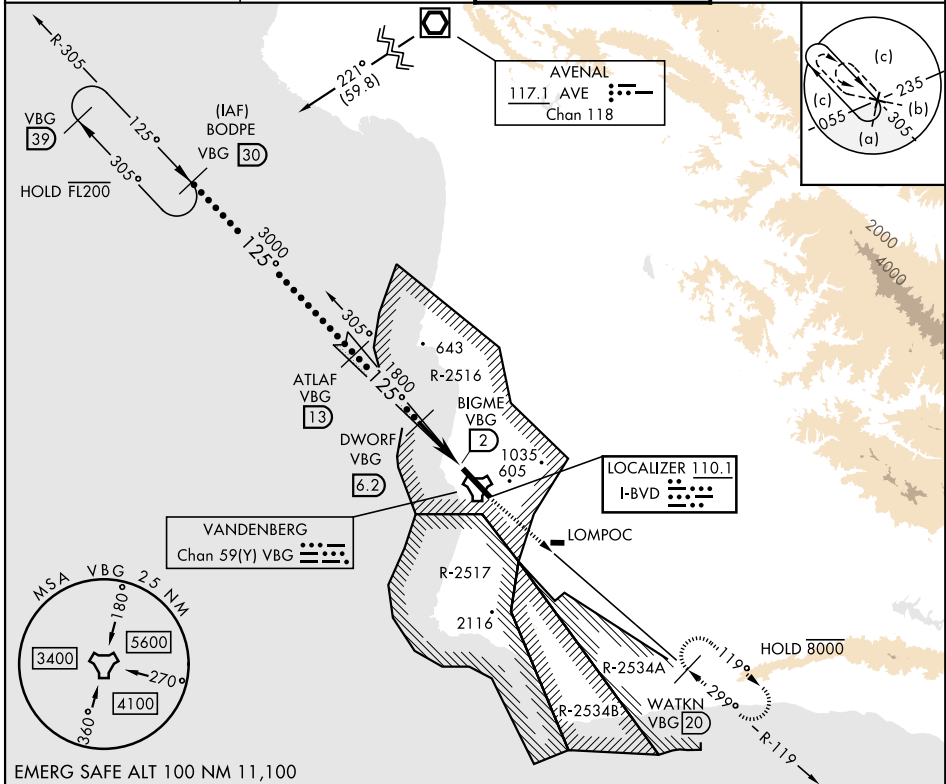 R-305
125°
305°
VBG
39
HOLD FL200
(IAF)
BODPE
VBG 30
221°
(59.8)
AVENAL
117.1 AVE
Chan 118
(c)
235
(b)
305
(a)
055
(c)
2000
4000
3000
125°
305°
1800
125°
ATLAF
VBG
13
643
R-2516
BIGME
VBG
2
DWORF
VBG
6.2
1035
605
LOCALIZER 110.1
I-BVD
VANDENBERG
Chan 59(Y) VBG
LOMPOC
R-2517
2116
R-2534A
R-2534B
WATKN
VBG 20
119°
299°
HOLD 8000
R-119
MSA VBG 25 NM
180°
5600
3400
270°
4100
360°
EMERG SAFE ALT 100 NM 11,100